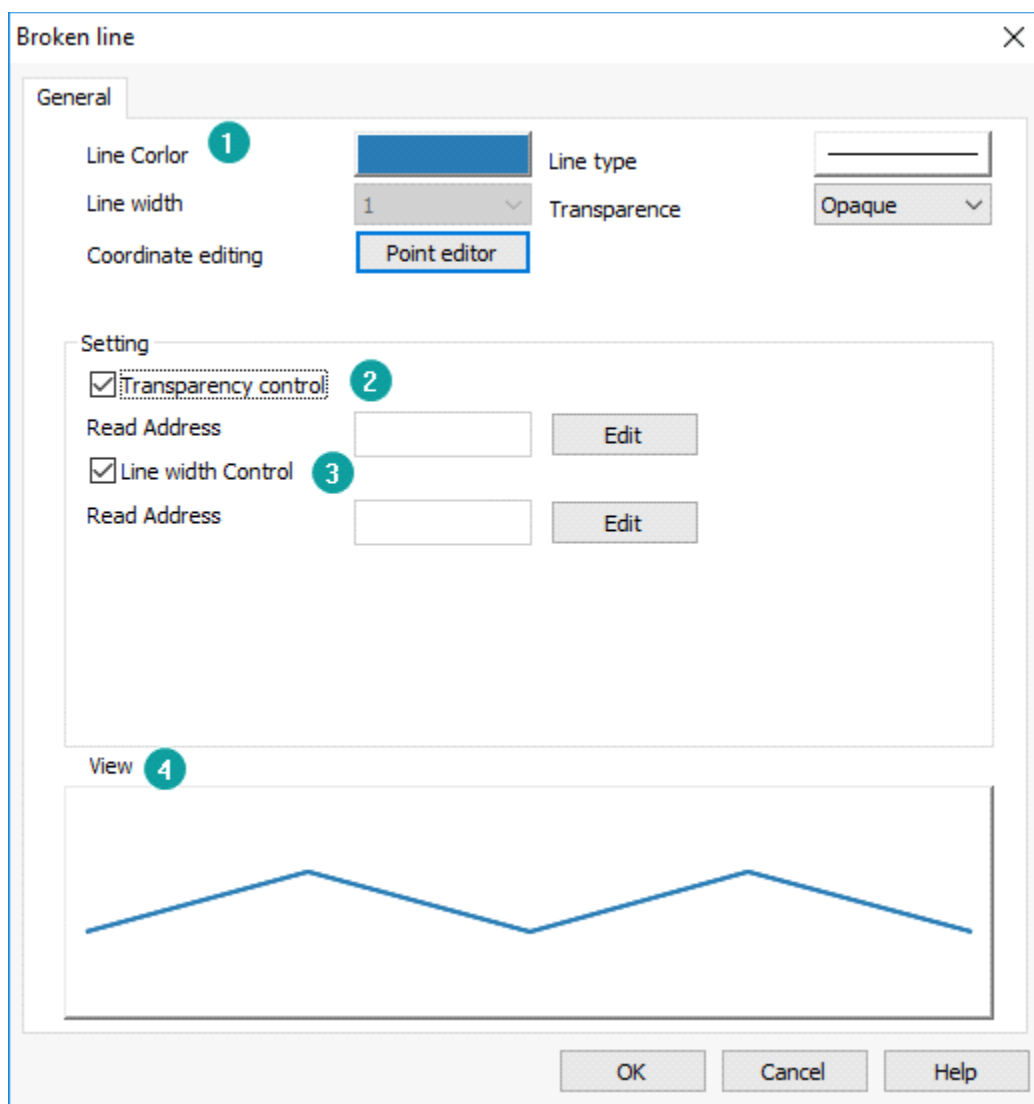 Broken line
General
Line Corlor 1
Line type
Line width 1
Transparence Opaque
Coordinate editing Point editor
Setting
Transparency control 2
Read Address Edit
Line width Control 3
Read Address Edit
View 4
OK Cancel Help